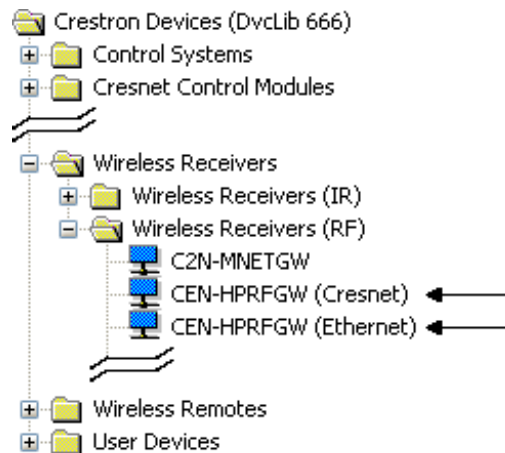 Crestron Devices (DvcLib 666)
Control Systems
Cresnet Control Modules
Wireless Receivers
Wireless Receivers (IR)
Wireless Receivers (RF)
C2N-MNETGW
CEN-HPRFGW (Cresnet)
CEN-HPRFGW (Ethernet)
Wireless Remotes
User Devices